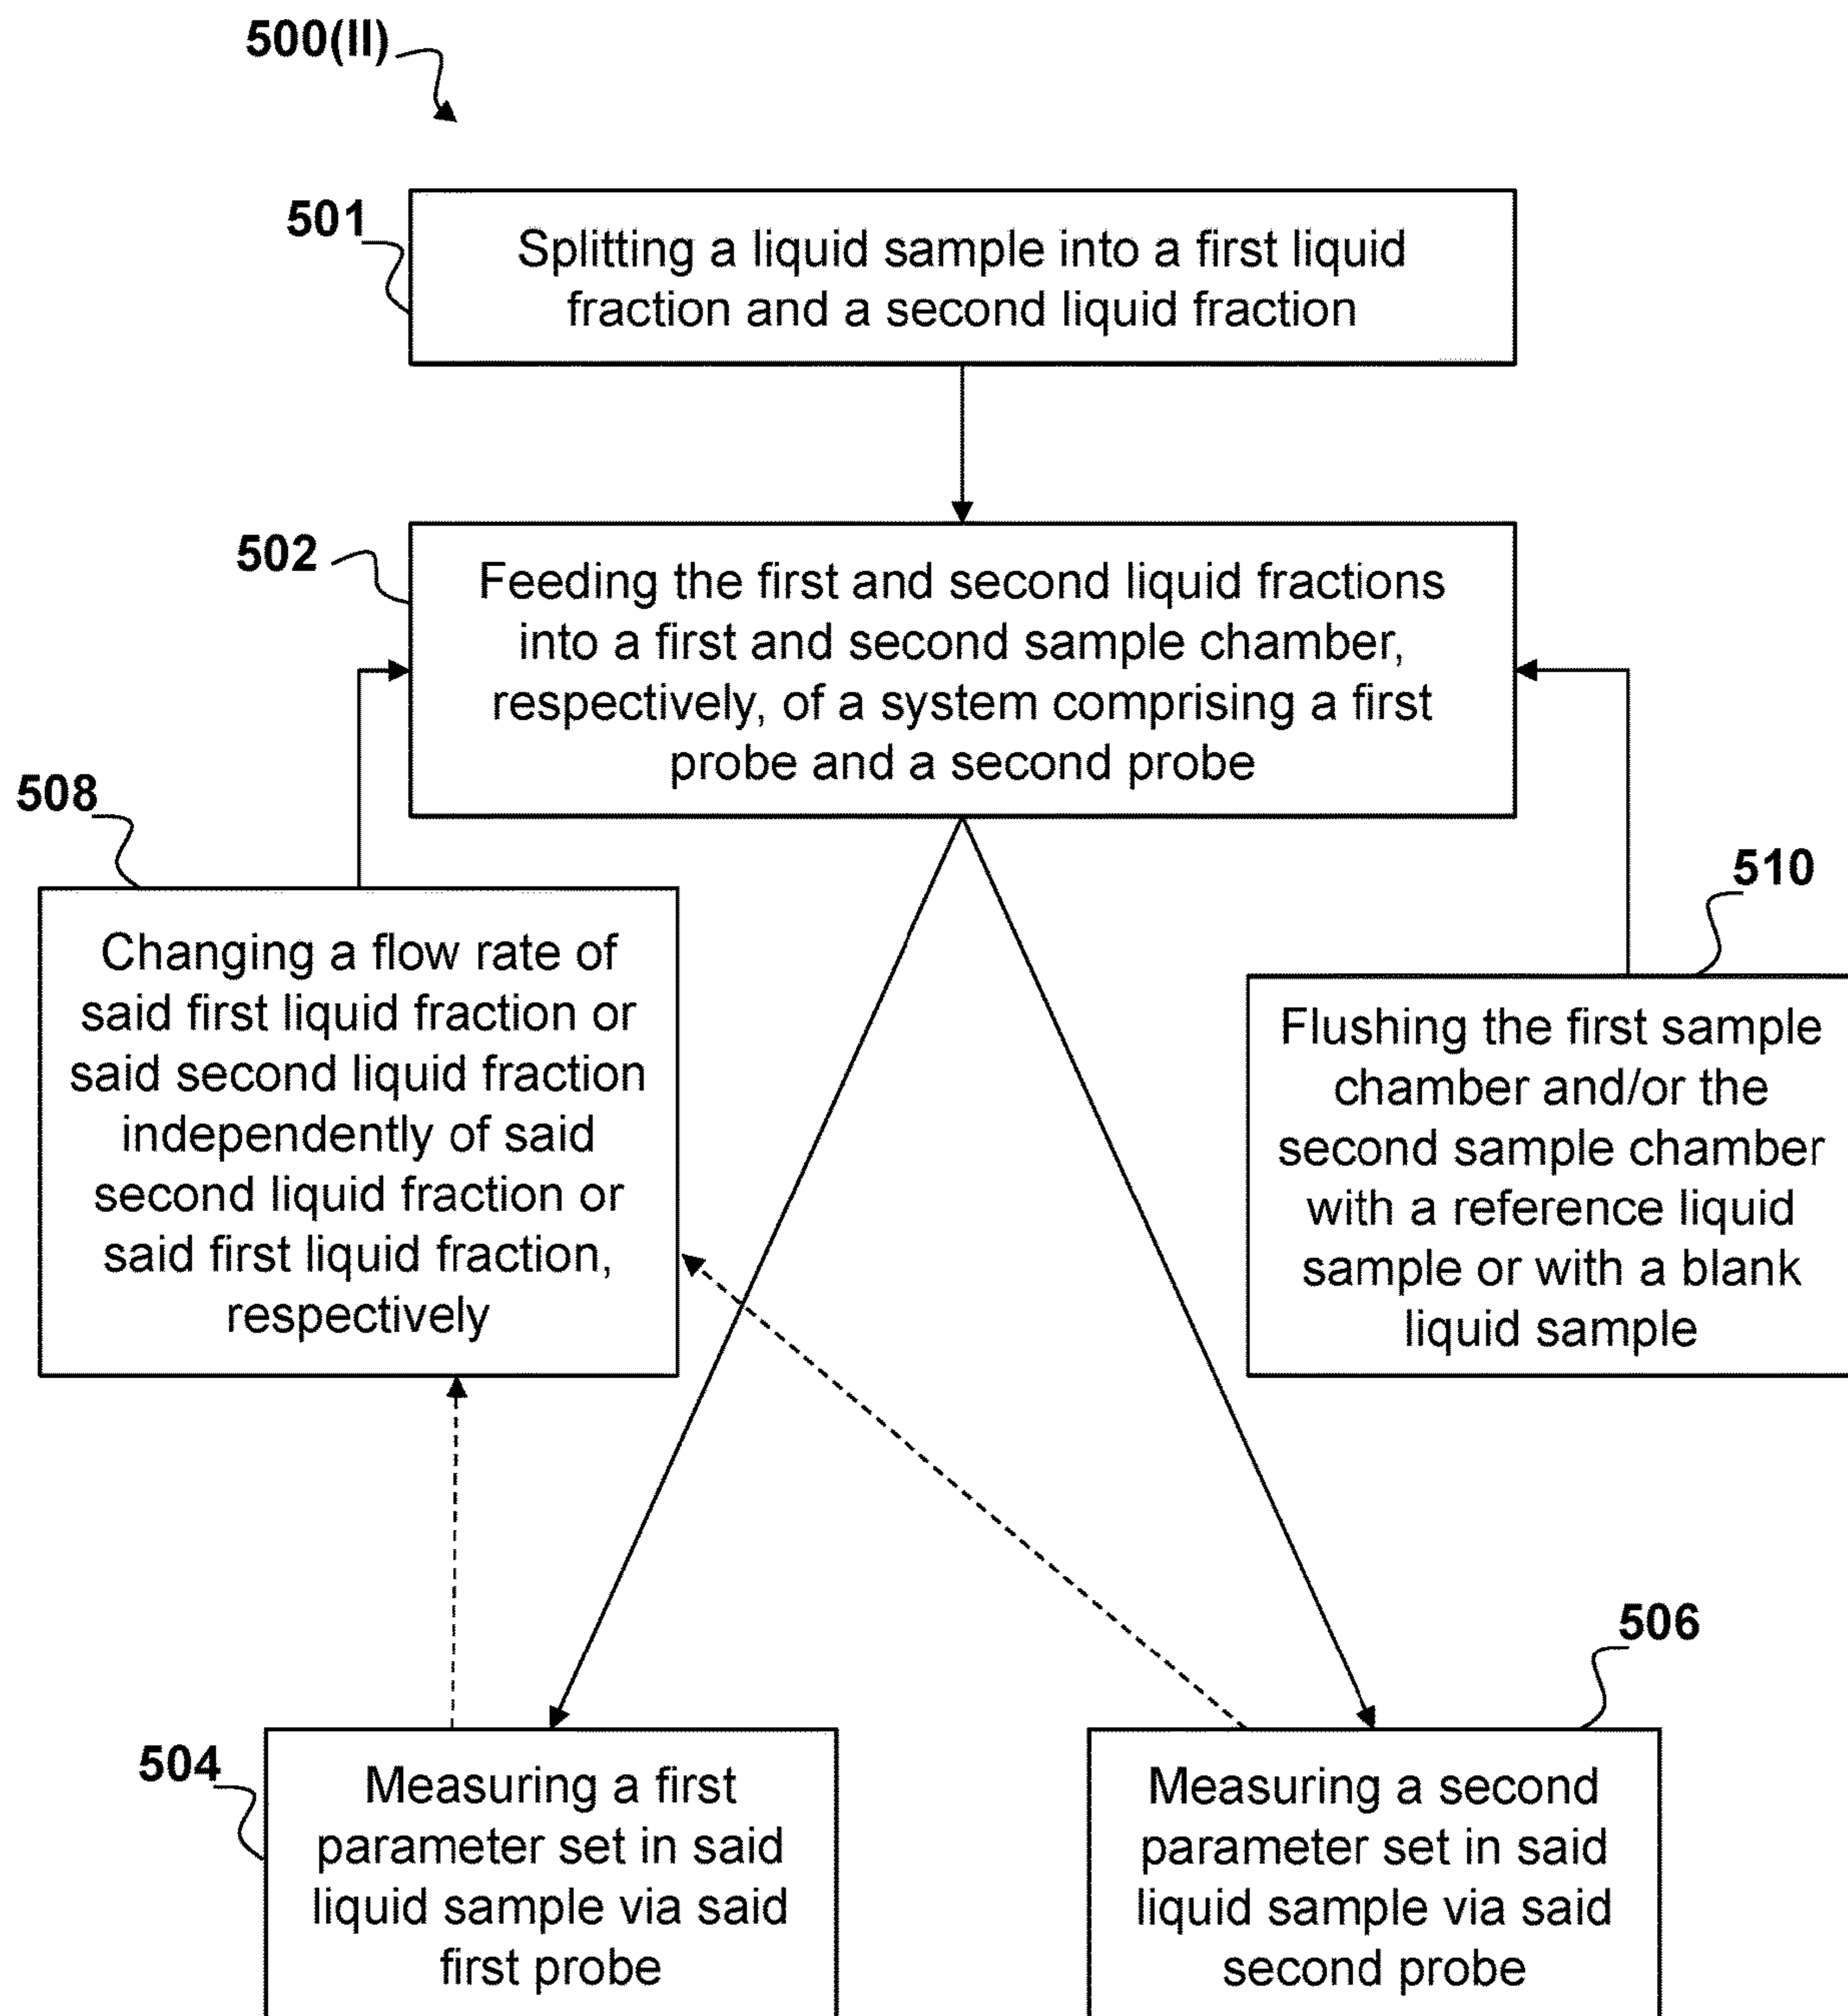 500(II)
501
Splitting a liquid sample into a first liquid
fraction and a second liquid fraction
502
Feeding the first and second liquid fractions
into a first and second sample chamber,
respectively, of a system comprising a first
probe and a second probe
508
Changing a flow rate of
said first liquid fraction or
said second liquid fraction
independently of said
second liquid fraction or
said first liquid fraction,
respectively
510
Flushing the first sample
chamber and/or the
second sample chamber
with a reference liquid
sample or with a blank
liquid sample
504
Measuring a first
parameter set in said
liquid sample via said
first probe
506
Measuring a second
parameter set in said
liquid sample via said
second probe